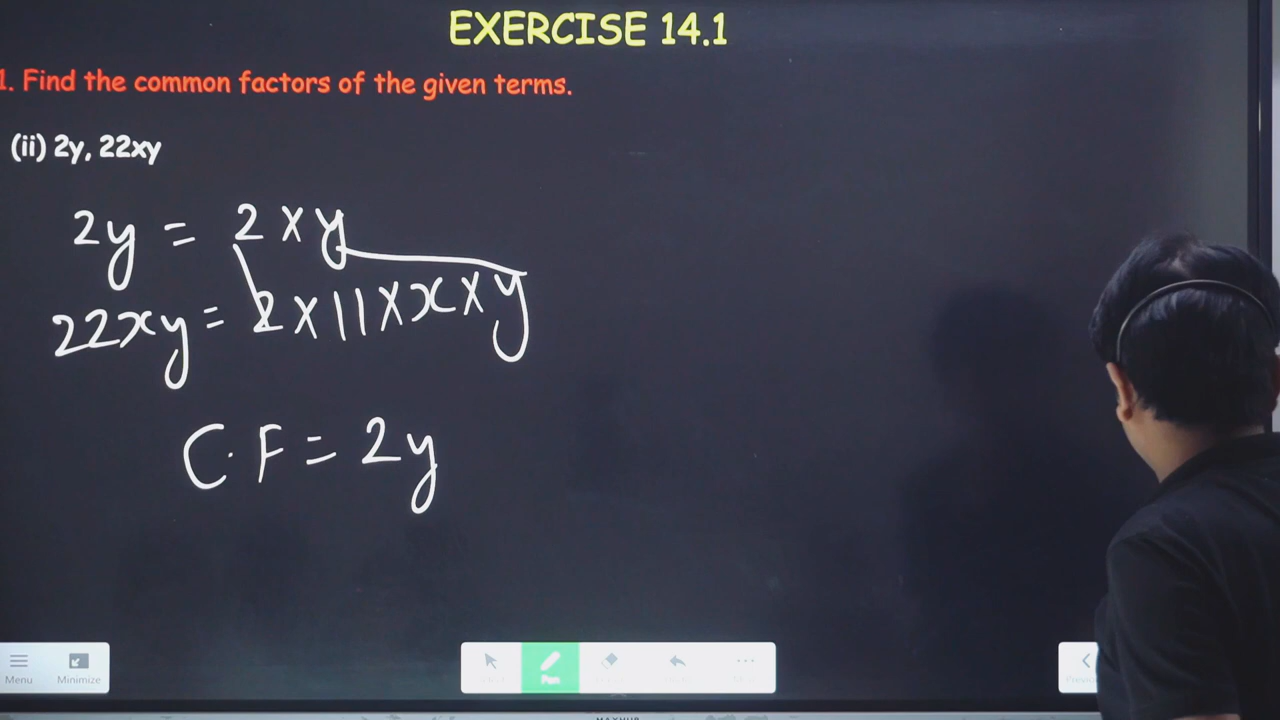 EXERCISE 14.1
1. Find the common factors of the given terms.
(ii) 2y, 22xy
2y = 2 × y
22xy = 2 × 11 × x × y
C.F = 2y
Menu
Minimize
Pen